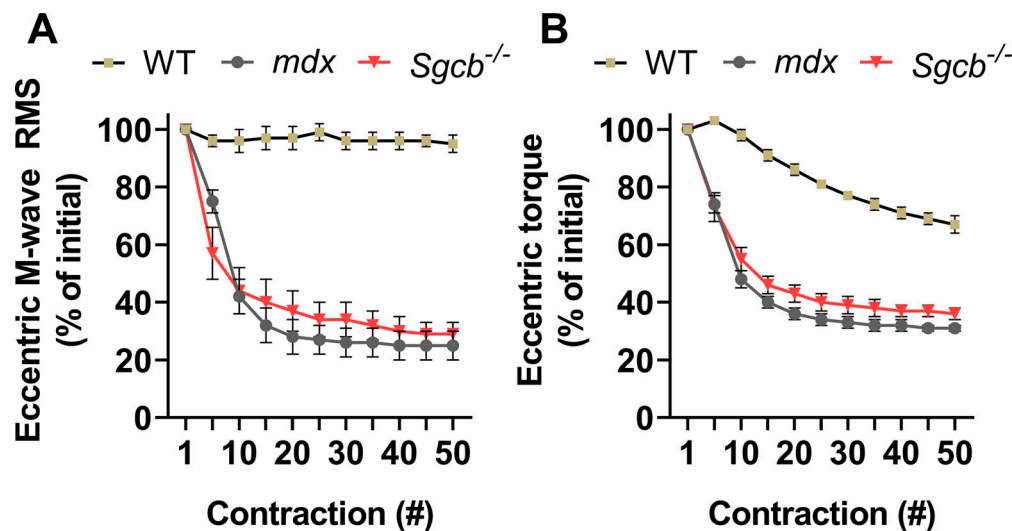 A
WT mdx Sgcb-/-
Eccentric M-wave RMS
(% of initial)
100
80
60
40
20
0
1 10 20 30 40 50
Contraction (#)
B
WT mdx Sgcb-/-
Eccentric torque
(% of initial)
100
80
60
40
20
0
1 10 20 30 40 50
Contraction (#)